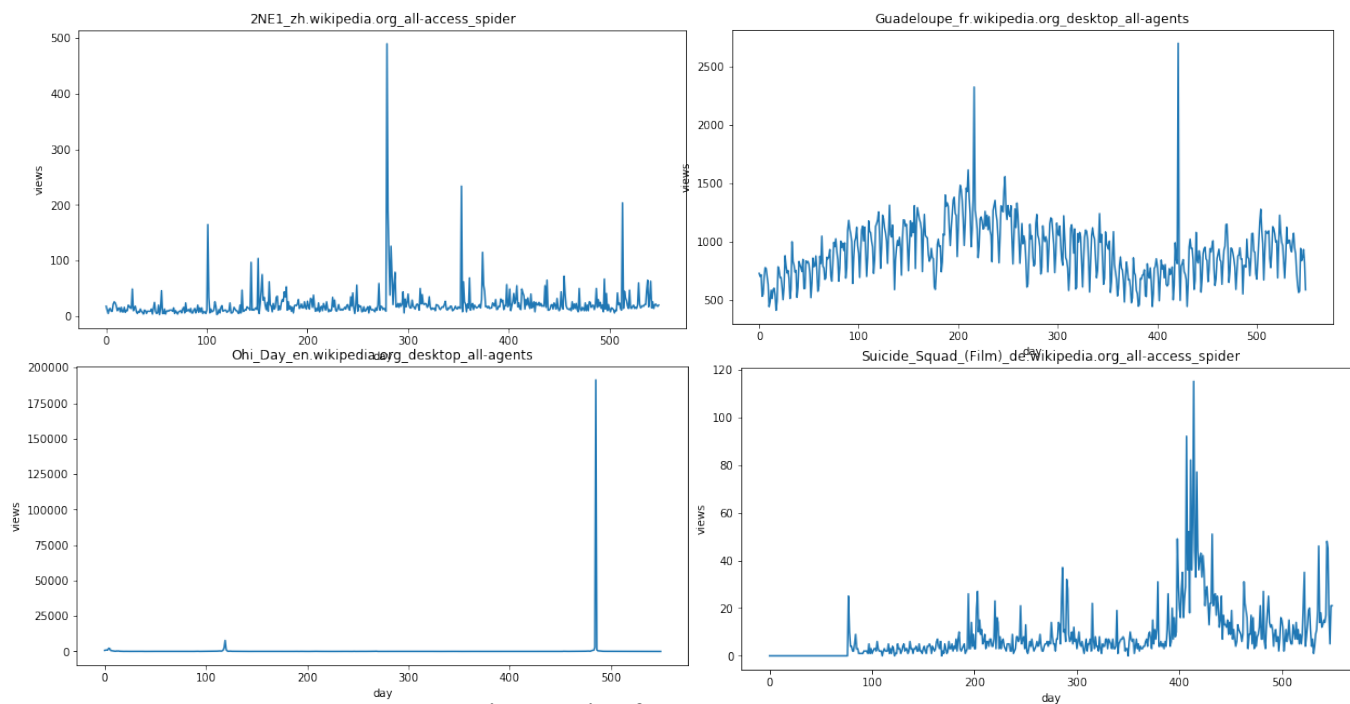 2NE1_zh.wikipedia.org_all-access_spider
500
400
300
200
100
0
views
0 100 200 300 400 500
day
Guadeloupe_fr.wikipedia.org_desktop_all-agents
2500
2000
1500
1000
500
views
0 100 200 300 400 500
day
Ohi_Day_en.wikipedia.org_desktop_all-agents
200000
175000
150000
125000
100000
75000
50000
25000
0
views
0 100 200 300 400 500
day
Suicide_Squad_(Film)_de.wikipedia.org_all-access_spider
120
100
80
60
40
20
0
views
0 100 200 300 400 500
day